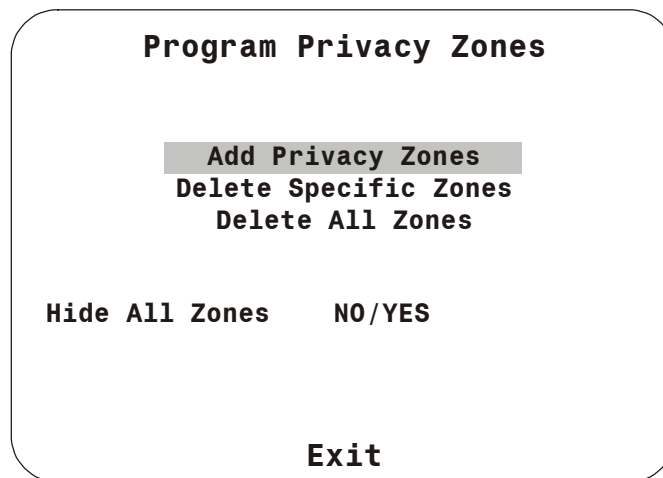 Program Privacy Zones
Add Privacy Zones
Delete Specific Zones
Delete All Zones
Hide All Zones NO/YES
Exit